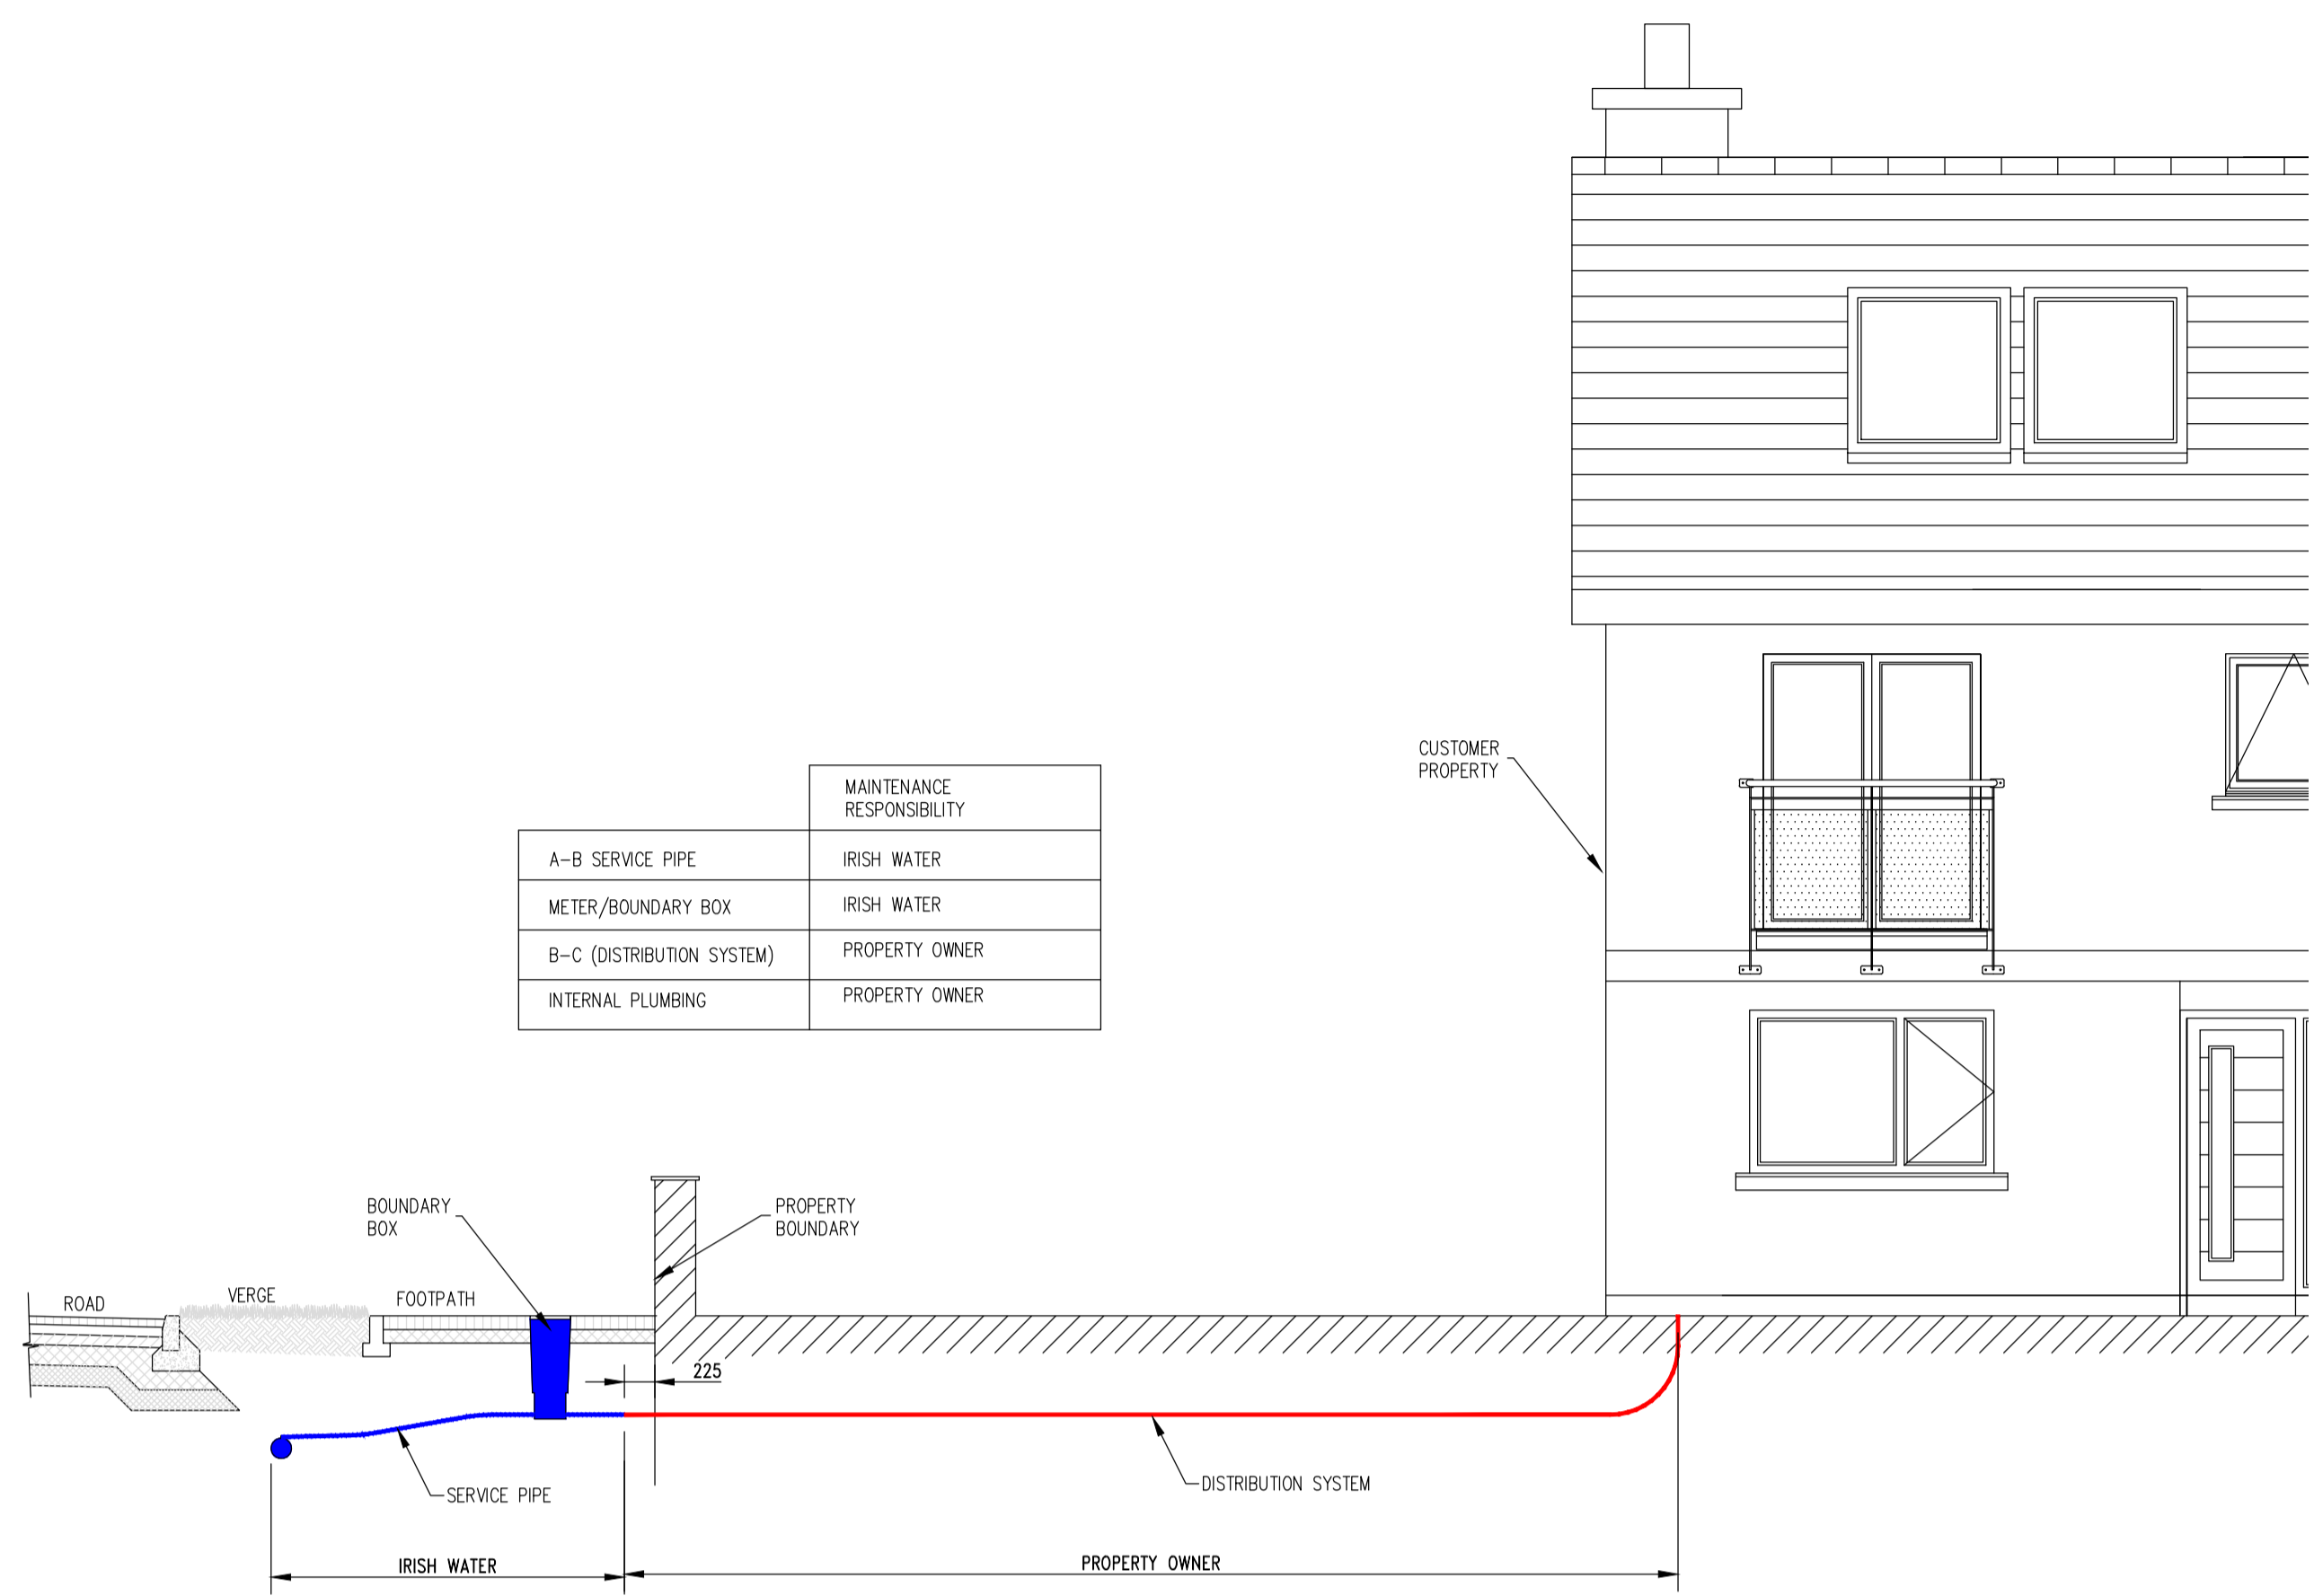 CUSTOMER
PROPERTY
MAINTENANCE
RESPONSIBILITY
A-B SERVICE PIPE IRISH WATER
METER/BOUNDARY BOX IRISH WATER
B-C (DISTRIBUTION SYSTEM) PROPERTY OWNER
INTERNAL PLUMBING PROPERTY OWNER
BOUNDARY
BOX
PROPERTY
BOUNDARY
ROAD
VERGE
FOOTPATH
225
SERVICE PIPE
DISTRIBUTION SYSTEM
IRISH WATER
PROPERTY OWNER